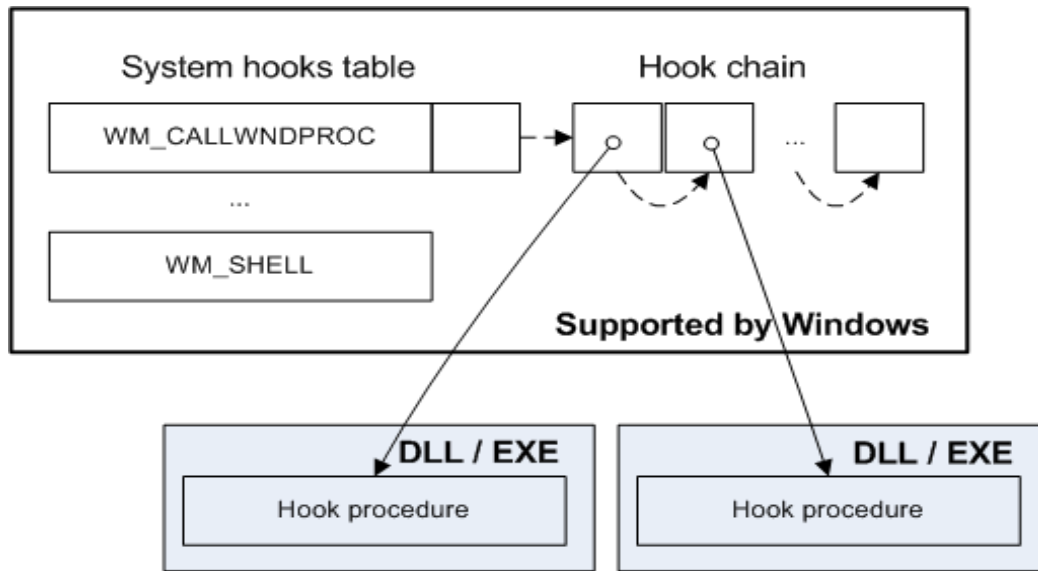 System hooks table
Hook chain
WM_CALLWNDPROC
...
...
WM_SHELL
Supported by Windows
DLL / EXE
Hook procedure
DLL / EXE
Hook procedure